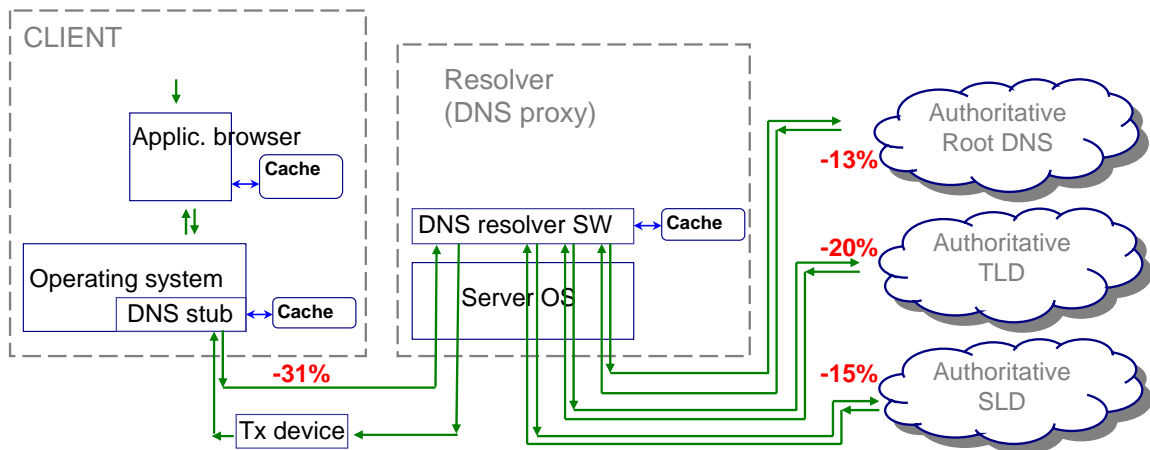 CLIENT
Applic. browser
Cache
Operating system
DNS stub
Cache
-31%
Tx device
Resolver
(DNS proxy)
DNS resolver SW
Cache
Server OS
-13%
Authoritative
Root DNS
-20%
Authoritative
TLD
-15%
Authoritative
SLD